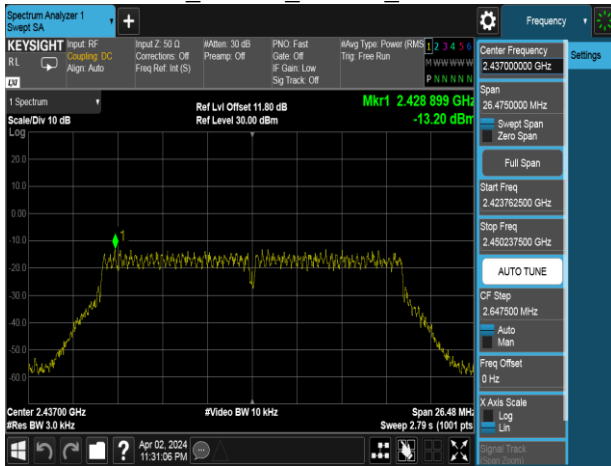 Spectrum Analyzer 1
Swept SA
+
Frequency
KEYSIGHT
RL
LXI
Input: RF
Coupling: DC
Align: Auto
Input Z: 50 Ω
Corrections: Off
Freq Ref: Int (S)
#Atten: 30 dB
Preamp: Off
PNO: Fast
Gate: Off
IF Gain: Low
Sig Track: Off
#Avg Type: Power (RMS
Trig: Free Run
1 2 3 4 5 6
M W W W W W
P N N N N N
1 Spectrum
Scale/Div 10 dB
Ref Lvl Offset 11.80 dB
Ref Level 30.00 dBm
Mkr1 2.428 899 GHz
-13.20 dBm
Log
20.0
10.0
0.00
-10.0
-20.0
-30.0
-40.0
-50.0
-60.0
1
Center 2.43700 GHz
#Res BW 3.0 kHz
#Video BW 10 kHz
Span 26.48 MHz
Sweep 2.79 s (1001 pts
?
Apr 02, 2024
11:31:06 PM
Center Frequency
2.437000000 GHz
Settings
Span
26.4750000 MHz
Swept Span
Zero Span
Full Span
Start Freq
2.423762500 GHz
Stop Freq
2.450237500 GHz
AUTO TUNE
CF Step
2.647500 MHz
Auto
Man
Freq Offset
0 Hz
X Axis Scale
Log
Lin
Signal Track
(Span Zoom)